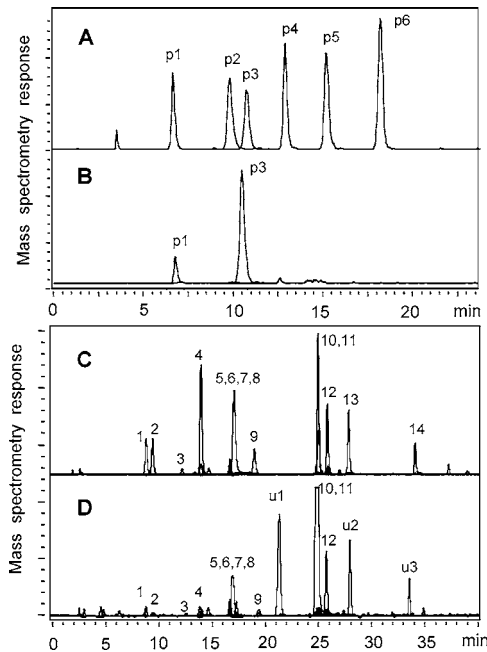 A
p1
p2
p3
p4
p5
p6
B
p1
p3
Mass spectrometry response
0
5
10
15
20
min
C
1
2
3
4
5,6,7,8
9
10,11
12
13
14
D
1
2
3
4
5,6,7,8
9
u1
10,11
12
u2
u3
Mass spectrometry response
0
5
10
15
20
25
30
35
min